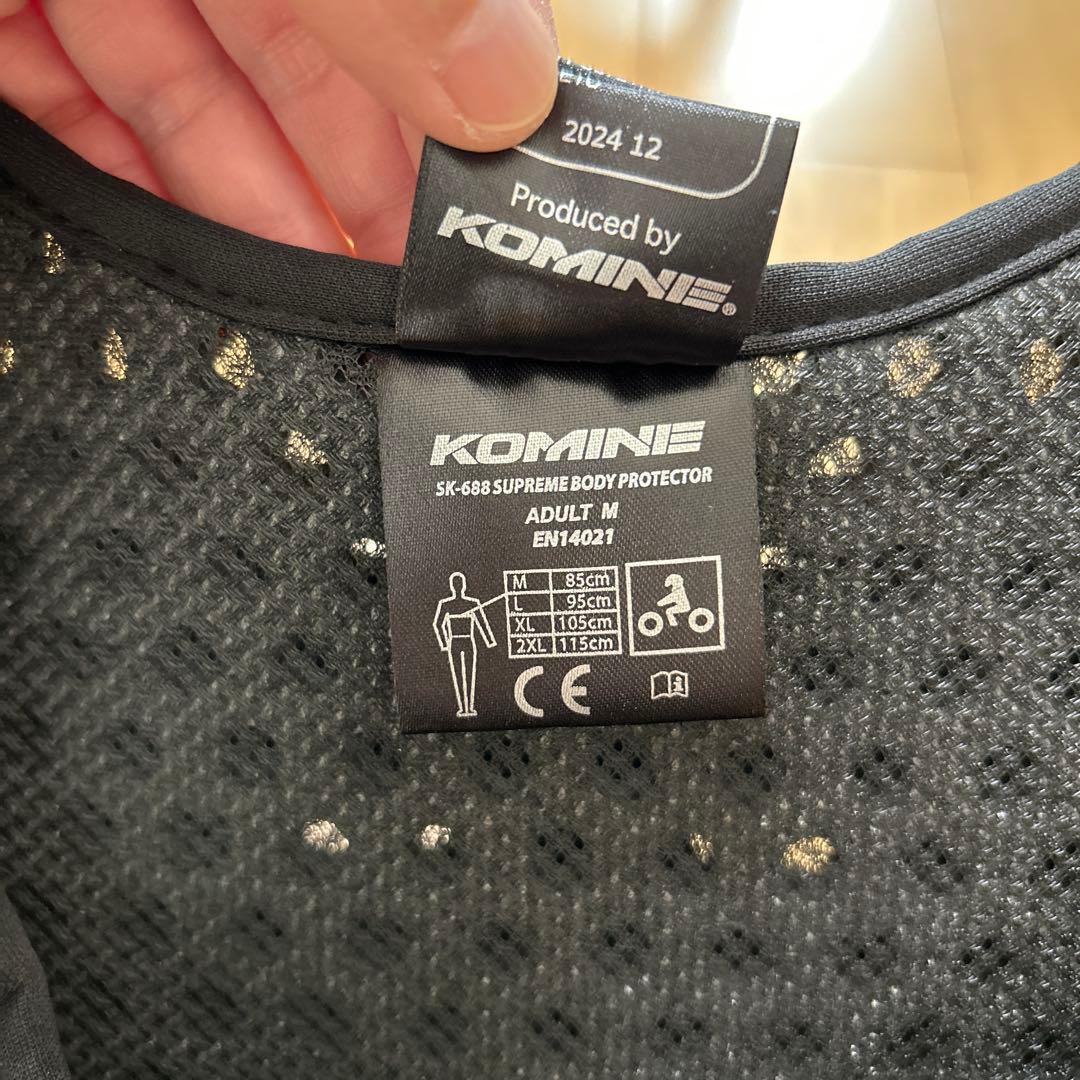 2024 12
Produced by
KOMINE®
KOMINE
SK-688 SUPREME BODY PROTECTOR
ADULT M
EN14021
M 85cm
L 95cm
XL 105cm
2XL 115cm
CE
i